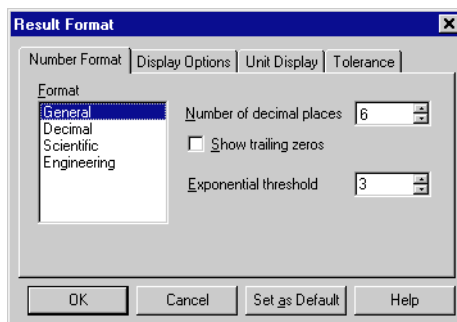 Result Format
Number Format Display Options Unit Display Tolerance
Format
General
Decimal
Scientific
Engineering
Number of decimal places 6
Show trailing zeros
Exponential threshold 3
OK Cancel Set as Default Help